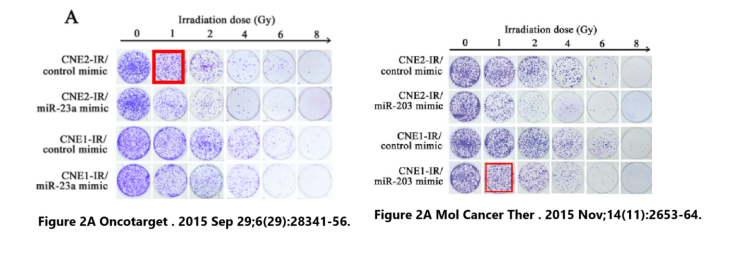 A
Irradiation dose (Gy)
0 1 2 4 6 8
CNE2-IR/
control mimic
CNE2-IR/
miR-23a mimic
CNE1-IR/
control mimic
CNE1-IR/
miR-23a mimic
Figure 2A Oncotarget . 2015 Sep 29;6(29):28341-56.
Irradiation dose (Gy)
0 1 2 4 6 8
CNE2-IR/
control mimic
CNE2-IR/
miR-203 mimic
CNE1-IR/
control mimic
CNE1-IR/
miR-203 mimic
Figure 2A Mol Cancer Ther . 2015 Nov;14(11):2653-64.